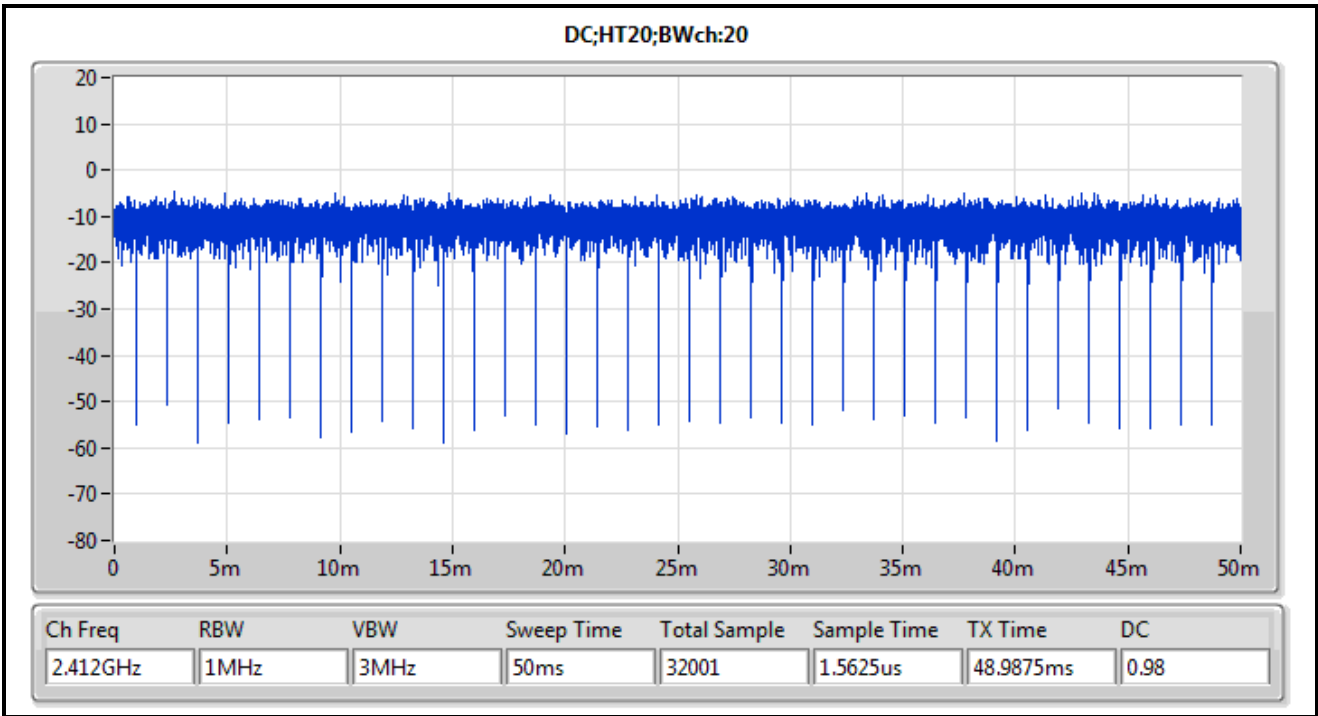 DC;HT20;BWch:20
20
10
0
-10
-20
-30
-40
-50
-60
-70
-80
0 5m 10m 15m 20m 25m 30m 35m 40m 45m 50m
Ch Freq RBW VBW Sweep Time Total Sample Sample Time TX Time DC
2.412GHz 1MHz 3MHz 50ms 32001 1.5625us 48.9875ms 0.98